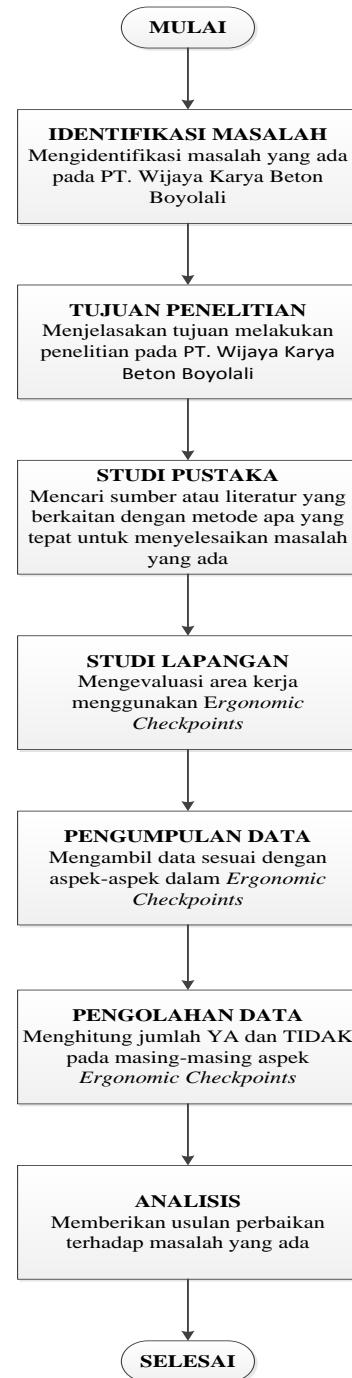 MULAI
IDENTIFIKASI MASALAH
Mengidentifikasi masalah yang ada
pada PT. Wijaya Karya Beton
Boyolali
TUJUAN PENELITIAN
Menjelasakan tujuan melakukan
penelitian pada PT. Wijaya Karya
Beton Boyolali
STUDI PUSTAKA
Mencari sumber atau literatur yang
berkaitan dengan metode apa yang
tepat untuk menyelesaikan masalah
yang ada
STUDI LAPANGAN
Mengevaluasi area kerja
menggunakan Ergonomic
Checkpoints
PENGUMPULAN DATA
Mengambil data sesuai dengan
aspek-aspek dalam Ergonomic
Checkpoints
PENGOLAHAN DATA
Menghitung jumlah YA dan TIDAK
pada masing-masing aspek
Ergonomic Checkpoints
ANALISIS
Memberikan usulan perbaikan
terhadap masalah yang ada
SELESAI